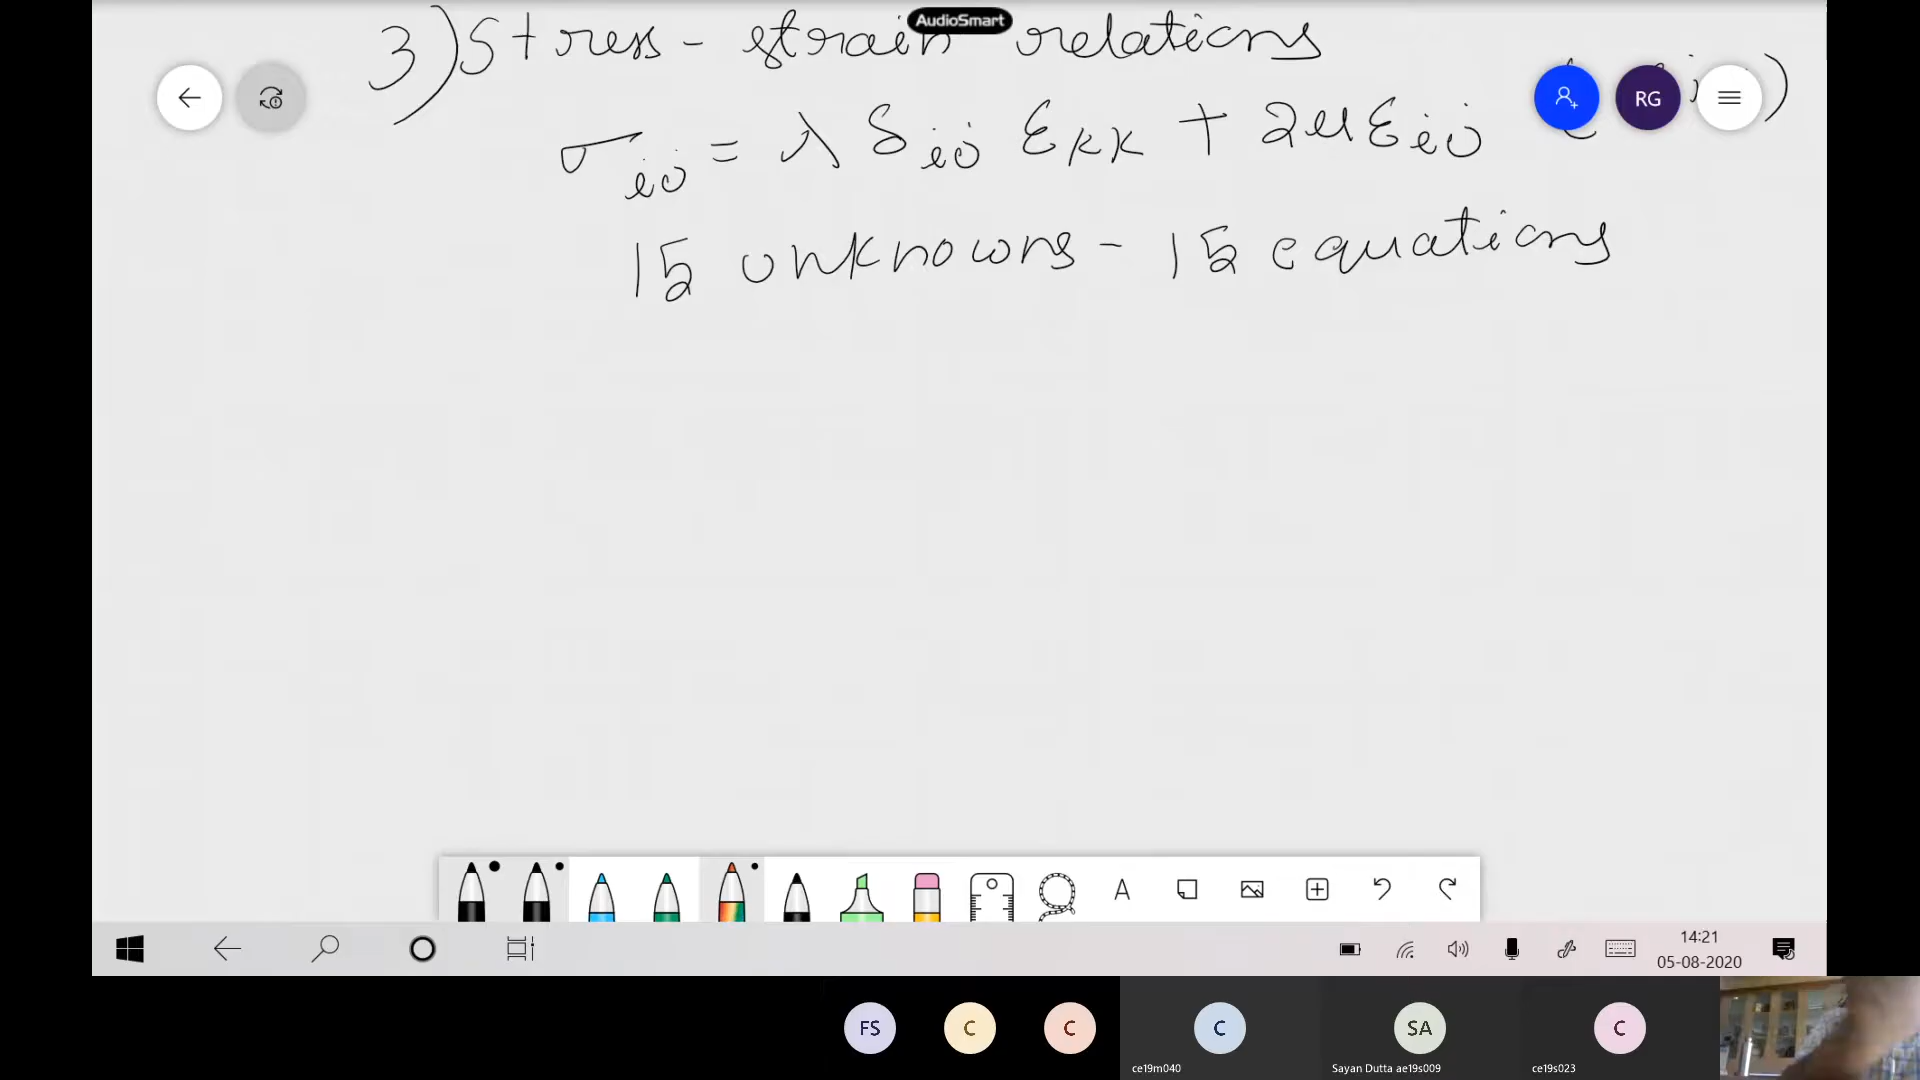 AudioSmart
3) Stress - strain relations
RG
σij = λ δij εkk + 2μ εij
15 unknowns - 15 equations
A
14:21
05-08-2020
FS
C
C
C
SA
C
ce19m040
Sayan Dutta ae19s009
ce19s023